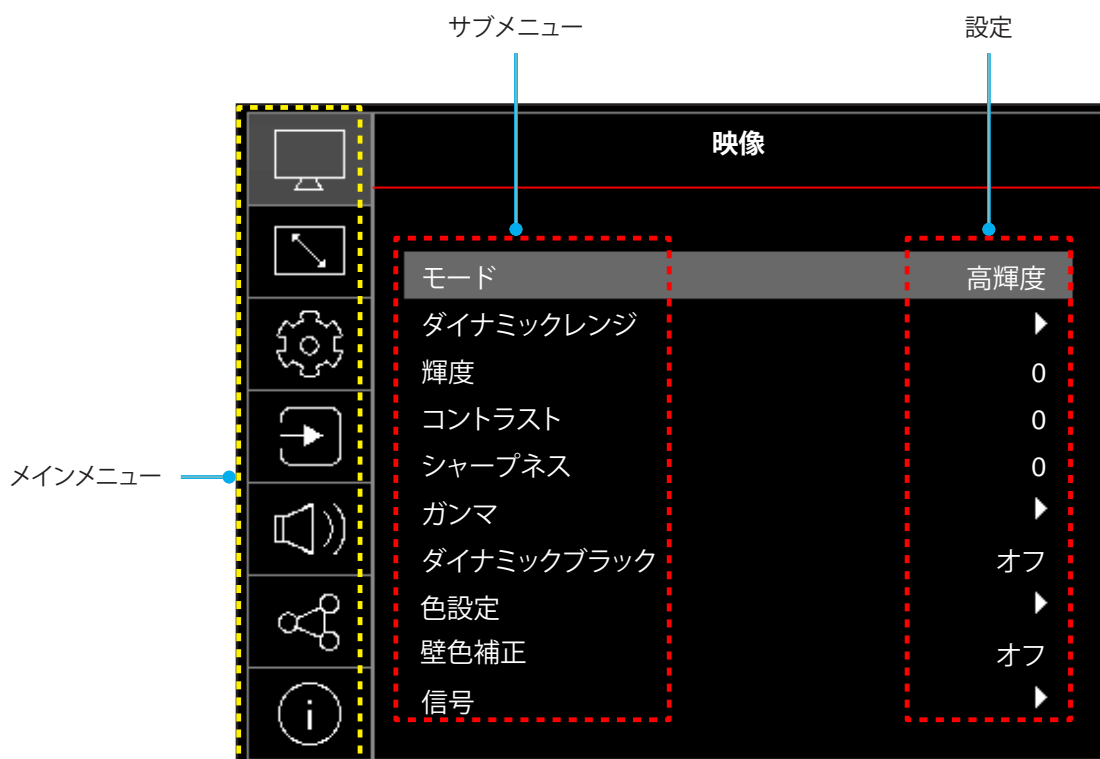 サブメニュー 設定
映像
モード 高輝度
ダイナミックレンジ
輝度 0
コントラスト 0
メインメニュー
シャープネス 0
ガンマ
ダイナミックブラック オフ
色設定
壁色補正 オフ
信号
i